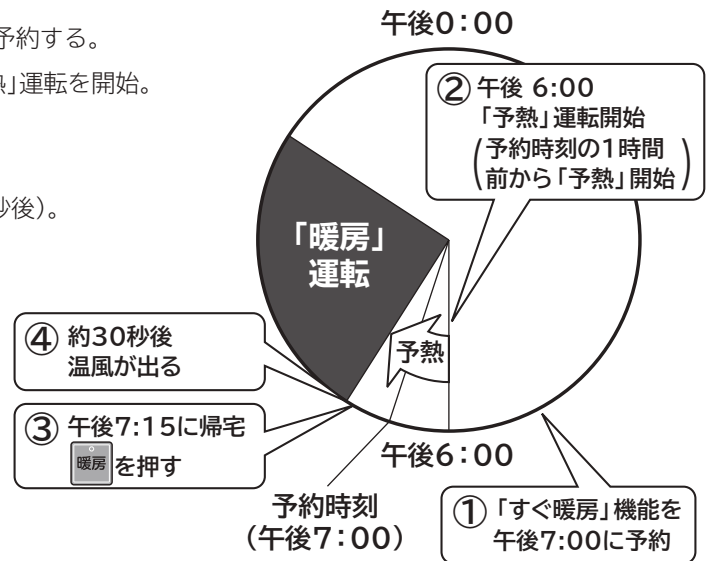 予約する。
熱」運転を開始。
秒後)。
午後0:00
② 午後 6:00
「予熱」運転開始
(予約時刻の1時間
前から「予熱」開始)
「暖房」
運転
予熱
④ 約30秒後
温風が出る
③ 午後7:15に帰宅
暖房を押す
午後6:00
予約時刻
(午後7:00)
① 「すぐ暖房」機能を
午後7:00に予約